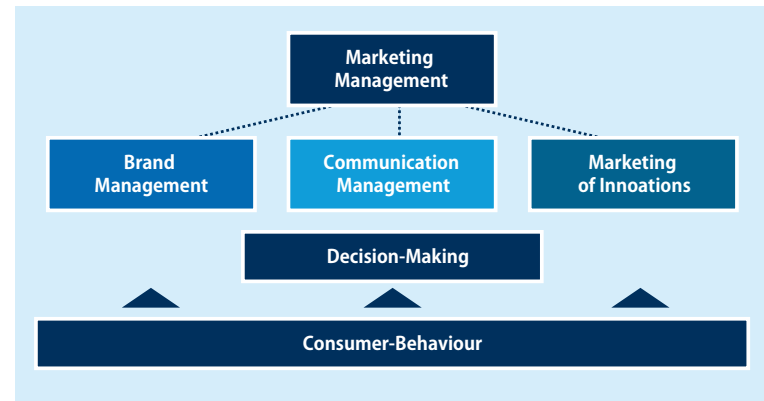 Marketing
Management
Brand
Management
Communication
Management
Marketing
of Innoations
Decision-Making
Consumer-Behaviour